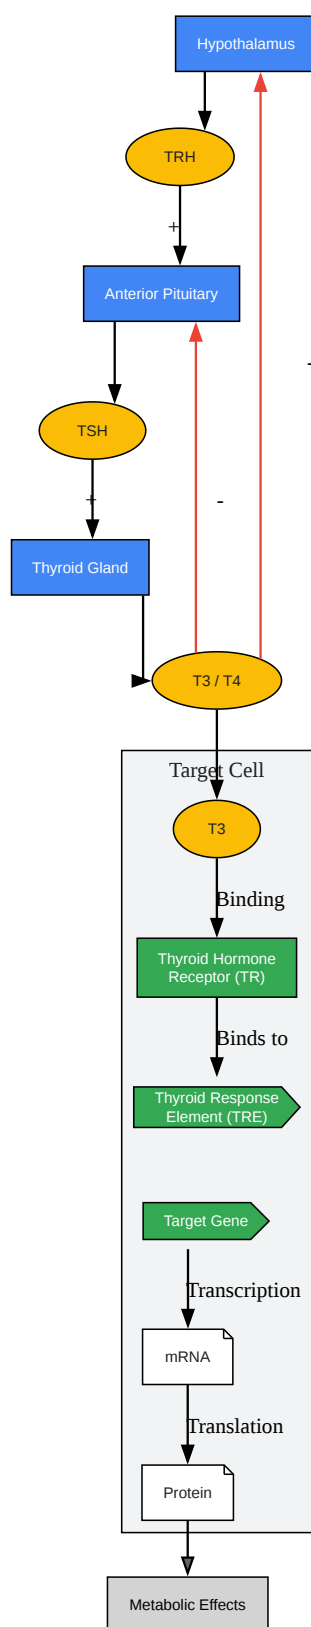 Hypothalamus
TRH
+
Anterior Pituitary
-
TSH
+
-
Thyroid Gland
T3 / T4
Target Cell
T3
Binding
Thyroid Hormone
Receptor (TR)
Binds to
Thyroid Response
Element (TRE)
Target Gene
Transcription
mRNA
Translation
Protein
Metabolic Effects